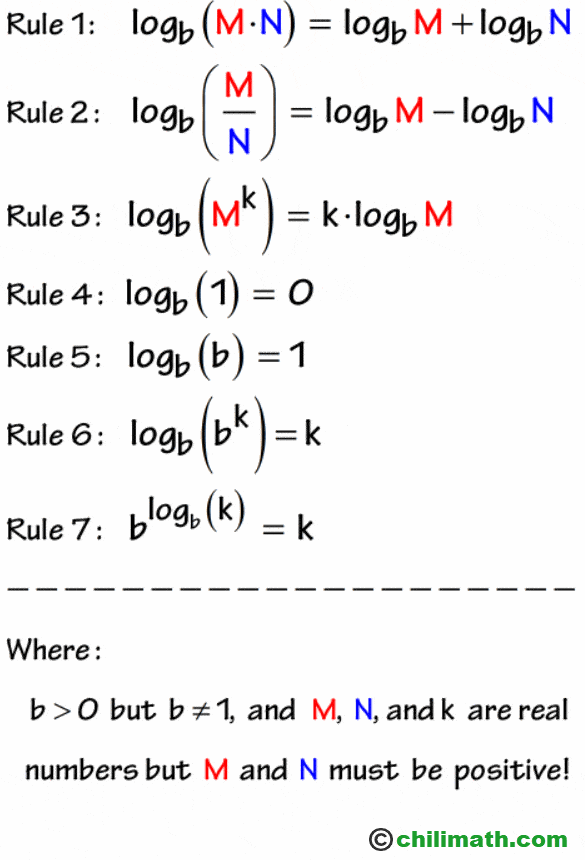 Rule 1: log_b(M·N) = log_b M + log_b N
Rule 2: log_b(M/N) = log_b M − log_b N
Rule 3: log_b(M^k) = k·log_b M
Rule 4: log_b(1) = 0
Rule 5: log_b(b) = 1
Rule 6: log_b(b^k) = k
Rule 7: b^(log_b(k)) = k
Where:
b > 0 but b ≠ 1, and M, N, and k are real
numbers but M and N must be positive!
©chilimath.com